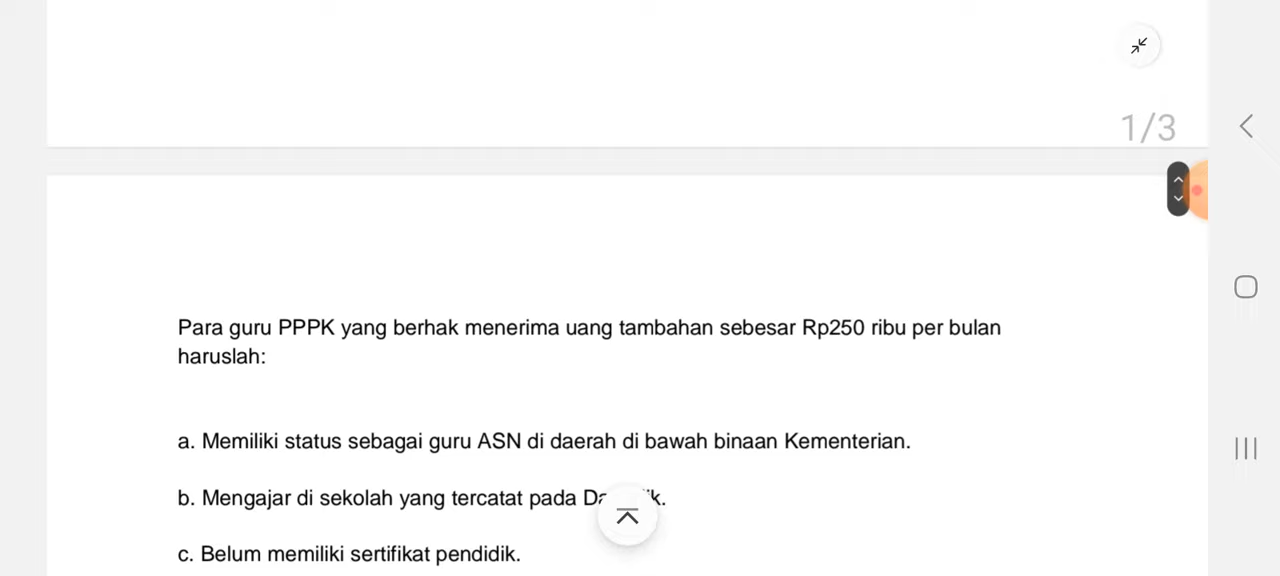 1/3
Para guru PPPK yang berhak menerima uang tambahan sebesar Rp250 ribu per bulan
haruslah:
a. Memiliki status sebagai guru ASN di daerah di bawah binaan Kementerian.
b. Mengajar di sekolah yang tercatat pada
c. Belum memiliki sertifikat pendidik.